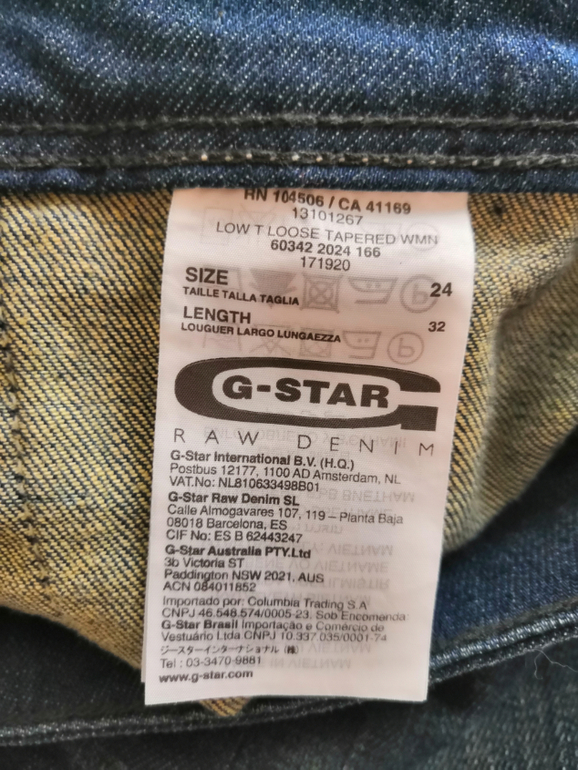 RN 104506 / CA 41169
13101267
LOW T LOOSE TAPERED WMN
60342 2024 166
171920
SIZE 24
TAILLE TALLA TAGLIA
LENGTH 32
LOUGUER LARGO LUNGAEZZA
G-STAR
RAW DENIM
G-Star International B.V. (H.Q.)
Postbus 12177, 1100 AD Amsterdam, NL
VAT.No: NL810633498B01
G-Star Raw Denim SL
Calle Almogavares 107, 119 – Planta Baja
08018 Barcelona, ES
CIF No: ES B 62443247
G-Star Australia PTY.Ltd
3b Victoria ST
Paddington NSW 2021, AUS
ACN 084011852
Importado por: Columbia Trading S.A
CNPJ 46.548.574/0005-23, Sob Encomenda
G-Star Brasil Importação e Comércio de
Vestuário Ltda CNPJ 10.337.035/0001-74
ジースターインターナショナル（株）
Tel : 03-3470-9881
www.g-star.com